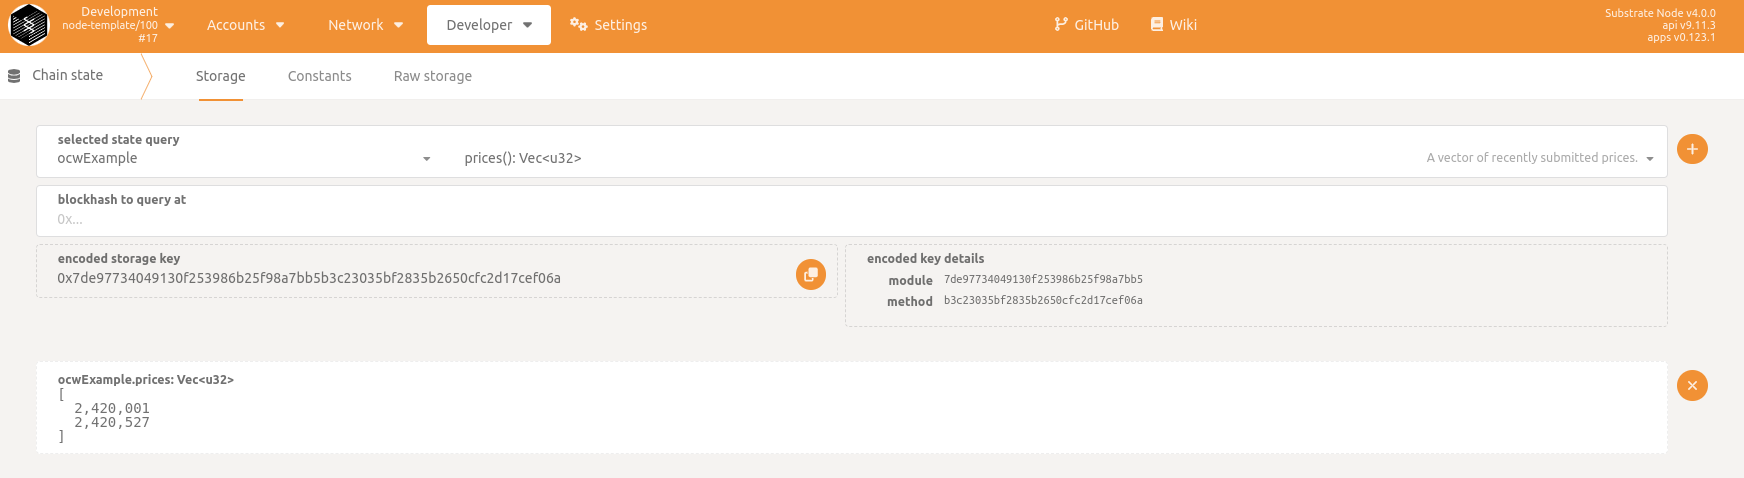 Development
node-template/100
#17
Accounts
Network
Developer
Settings
GitHub
Wiki
Substrate Node v4.0.0
api v9.11.3
apps v0.123.1
Chain state
Storage
Constants
Raw storage
selected state query
ocwExample
prices(): Vec<u32>
A vector of recently submitted prices.
blockhash to query at
0x...
encoded storage key
0x7de97734049130f253986b25f98a7bb5b3c23035bf2835b2650cfc2d17cef06a
encoded key details
module 7de97734049130f253986b25f98a7bb5
method b3c23035bf2835b2650cfc2d17cef06a
ocwExample.prices: Vec<u32>
[
2,420,001
2,420,527
]